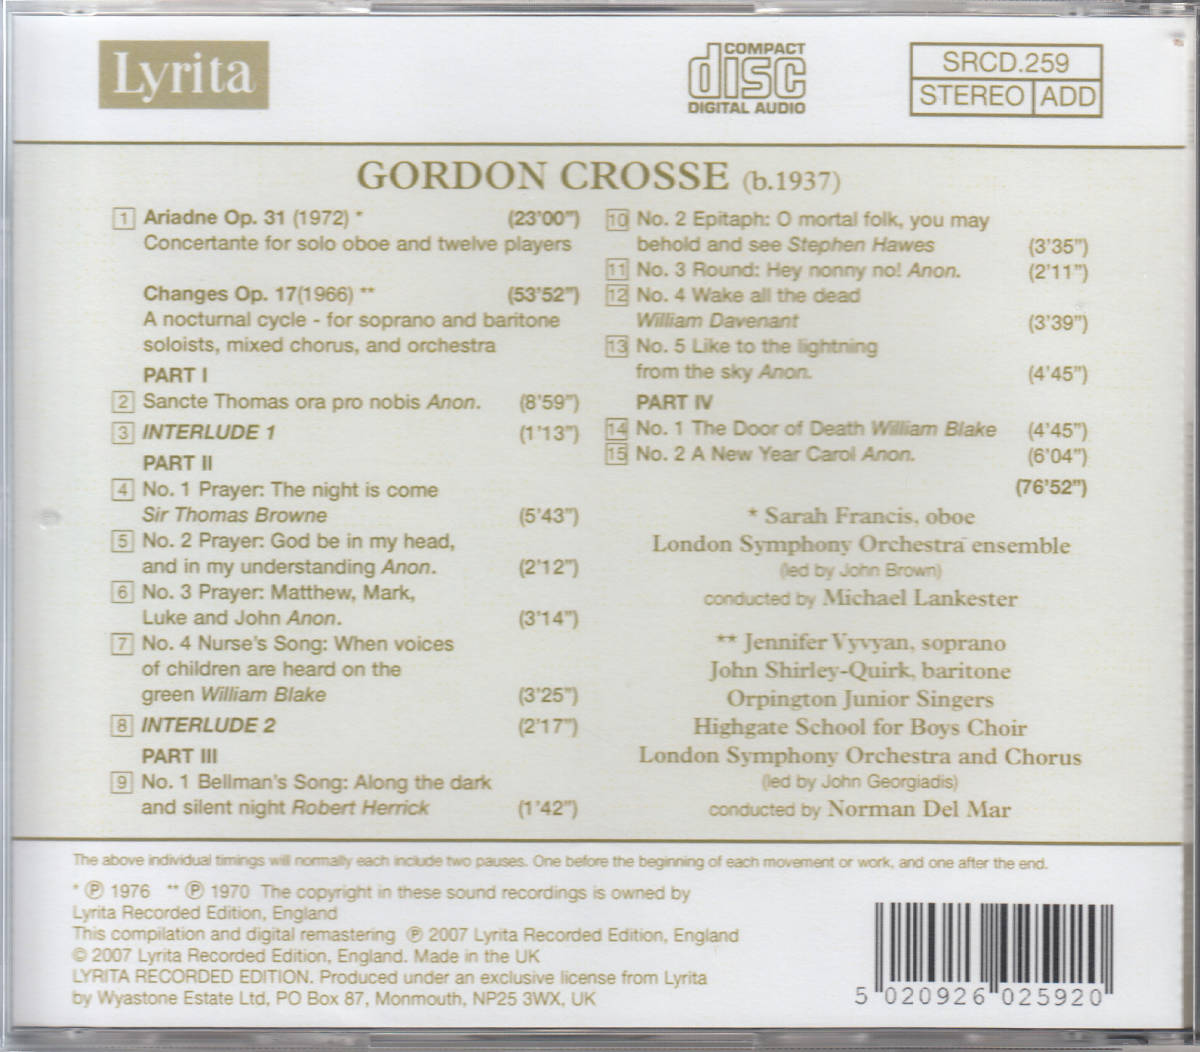 Lyrita
COMPACT
disc
DIGITAL AUDIO
SRCD.259
STEREO ADD
GORDON CROSSE (b.1937)
1 Ariadne Op. 31 (1972) * (23'00")
Concertante for solo oboe and twelve players
Changes Op. 17(1966) ** (53'52")
A nocturnal cycle - for soprano and baritone
soloists, mixed chorus, and orchestra
PART I
2 Sancte Thomas ora pro nobis Anon. (8'59")
3 INTERLUDE 1 (1'13")
PART II
4 No. 1 Prayer: The night is come
Sir Thomas Browne (5'43")
5 No. 2 Prayer: God be in my head,
and in my understanding Anon. (2'12")
6 No. 3 Prayer: Matthew, Mark,
Luke and John Anon. (3'14")
7 No. 4 Nurse's Song: When voices
of children are heard on the
green William Blake (3'25")
8 INTERLUDE 2 (2'17")
PART III
9 No. 1 Bellman's Song: Along the dark
and silent night Robert Herrick (1'42")
10 No. 2 Epitaph: O mortal folk, you may
behold and see Stephen Hawes (3'35")
11 No. 3 Round: Hey nonny no! Anon. (2'11")
12 No. 4 Wake all the dead
William Davenant (3'39")
13 No. 5 Like to the lightning
from the sky Anon. (4'45")
PART IV
14 No. 1 The Door of Death William Blake (4'45")
15 No. 2 A New Year Carol Anon. (6'04")
(76'52")
* Sarah Francis, oboe
London Symphony Orchestra ensemble
(led by John Brown)
conducted by Michael Lankester
** Jennifer Vyvyan, soprano
John Shirley-Quirk, baritone
Orpington Junior Singers
Highgate School for Boys Choir
London Symphony Orchestra and Chorus
(led by John Georgiadis)
conducted by Norman Del Mar
The above individual timings will normally each include two pauses. One before the beginning of each movement or work, and one after the end.
* ℗ 1976 ** ℗ 1970 The copyright in these sound recordings is owned by
Lyrita Recorded Edition, England
This compilation and digital remastering ℗ 2007 Lyrita Recorded Edition, England
© 2007 Lyrita Recorded Edition, England. Made in the UK
LYRITA RECORDED EDITION. Produced under an exclusive license from Lyrita
by Wyastone Estate Ltd, PO Box 87, Monmouth, NP25 3WX, UK
5 020926 025920